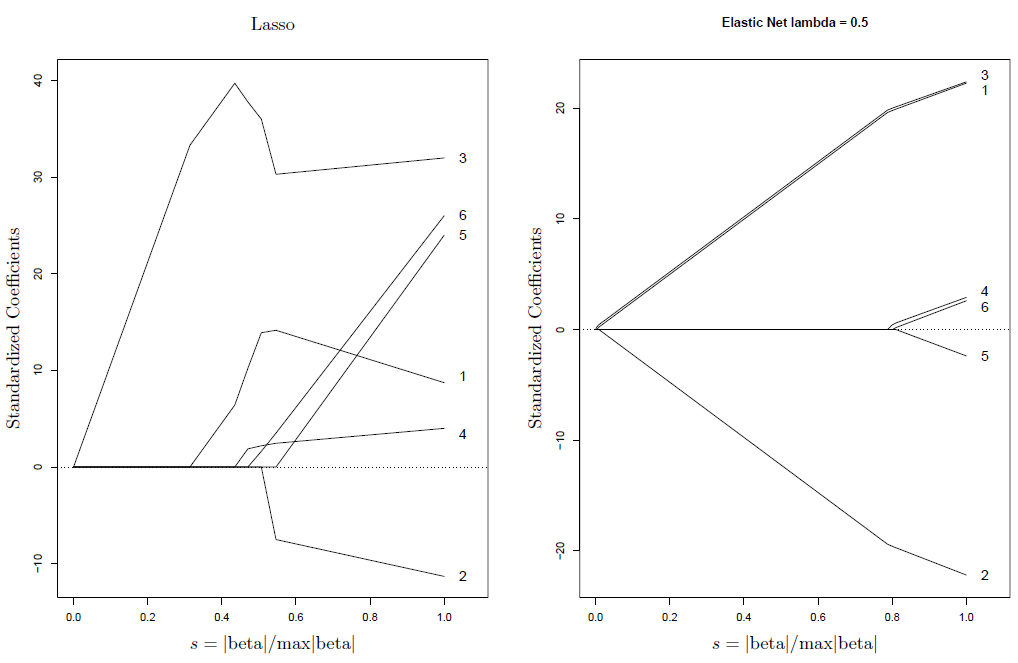 Lasso
Standardized Coefficients
40
30
20
10
0
−10
3
6
5
1
4
2
0.0 0.2 0.4 0.6 0.8 1.0
s = |beta|/max|beta|
Elastic Net lambda = 0.5
Standardized Coefficients
20
10
0
−10
−20
3
1
4
6
5
2
0.0 0.2 0.4 0.6 0.8 1.0
s = |beta|/max|beta|